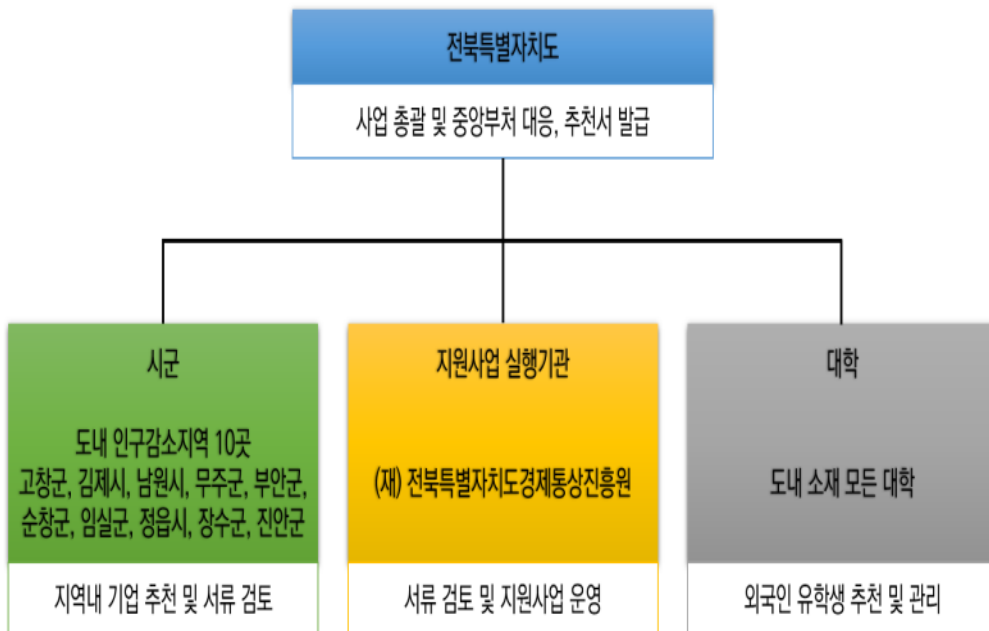 전북특별자치도
사업 총괄 및 중앙부처 대응, 추천서 발급
시군
도내 인구감소지역 10곳
고창군, 김제시, 남원시, 무주군, 부안군,
순창군, 임실군, 정읍시, 장수군, 진안군
지역내 기업 추천 및 서류 검토
지원사업 실행기관
(재) 전북특별자치도경제통상진흥원
서류 검토 및 지원사업 운영
대학
도내 소재 모든 대학
외국인 유학생 추천 및 관리